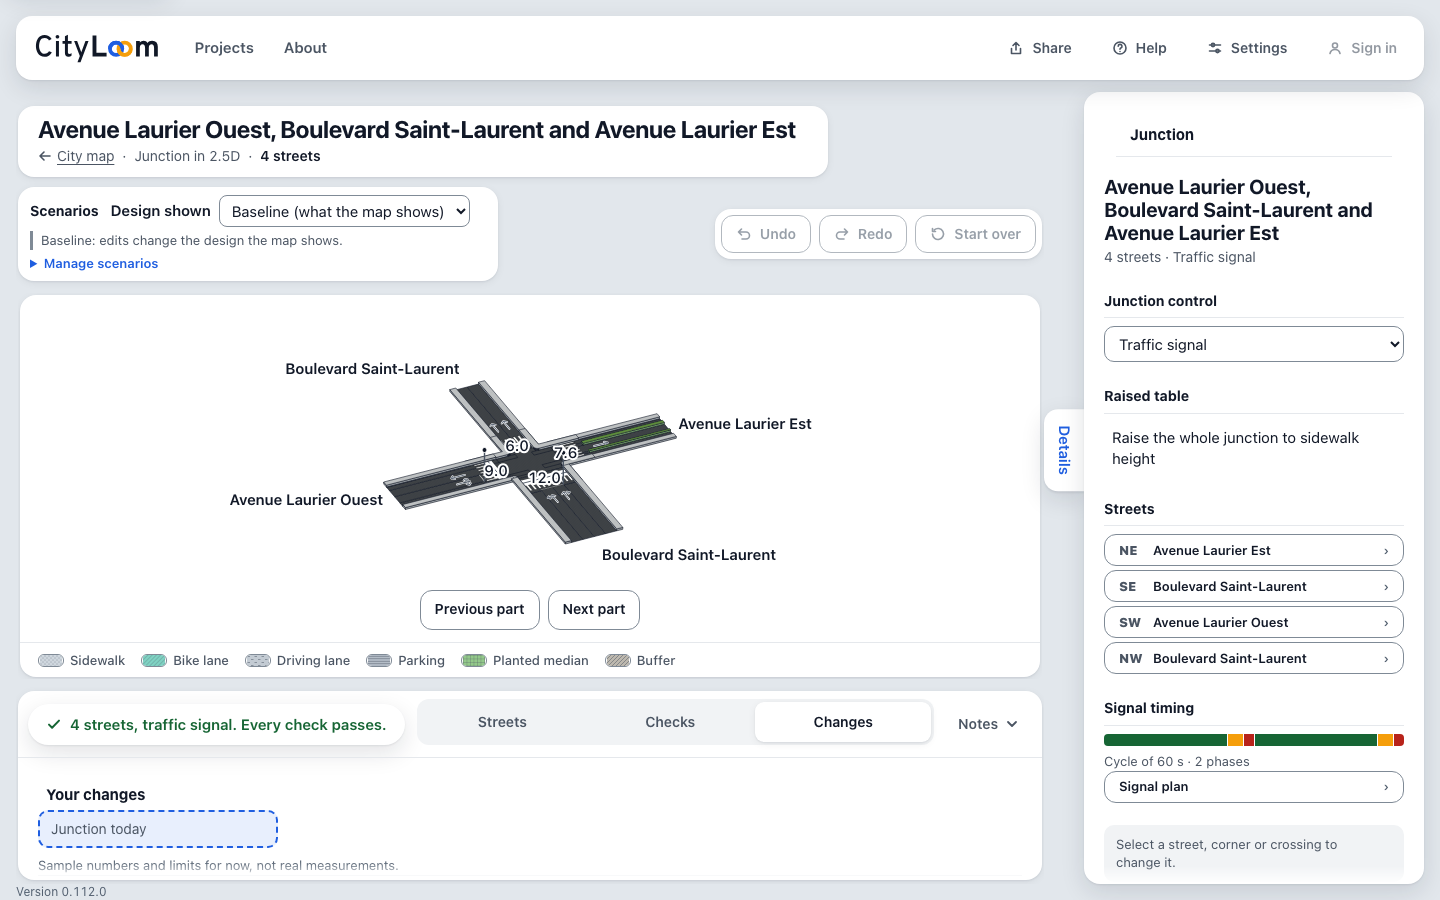 CityLoom
Projects
About
Share
Help
Settings
Sign in
Avenue Laurier Ouest, Boulevard Saint-Laurent and Avenue Laurier Est
← City map · Junction in 2.5D · 4 streets
Scenarios
Design shown
Baseline (what the map shows)
Baseline: edits change the design the map shows.
Manage scenarios
Undo
Redo
Start over
Boulevard Saint-Laurent
Avenue Laurier Est
6.0
7.6
9.0
12.0
Avenue Laurier Ouest
Boulevard Saint-Laurent
Previous part
Next part
Sidewalk
Bike lane
Driving lane
Parking
Planted median
Buffer
4 streets, traffic signal. Every check passes.
Streets
Checks
Changes
Notes
Your changes
Junction today
Sample numbers and limits for now, not real measurements.
Version 0.112.0
Details
Junction
Avenue Laurier Ouest,
Boulevard Saint-Laurent and
Avenue Laurier Est
4 streets · Traffic signal
Junction control
Traffic signal
Raised table
Raise the whole junction to sidewalk
height
Streets
NE Avenue Laurier Est ›
SE Boulevard Saint-Laurent ›
SW Avenue Laurier Ouest ›
NW Boulevard Saint-Laurent ›
Signal timing
Cycle of 60 s · 2 phases
Signal plan ›
Select a street, corner or crossing to
change it.